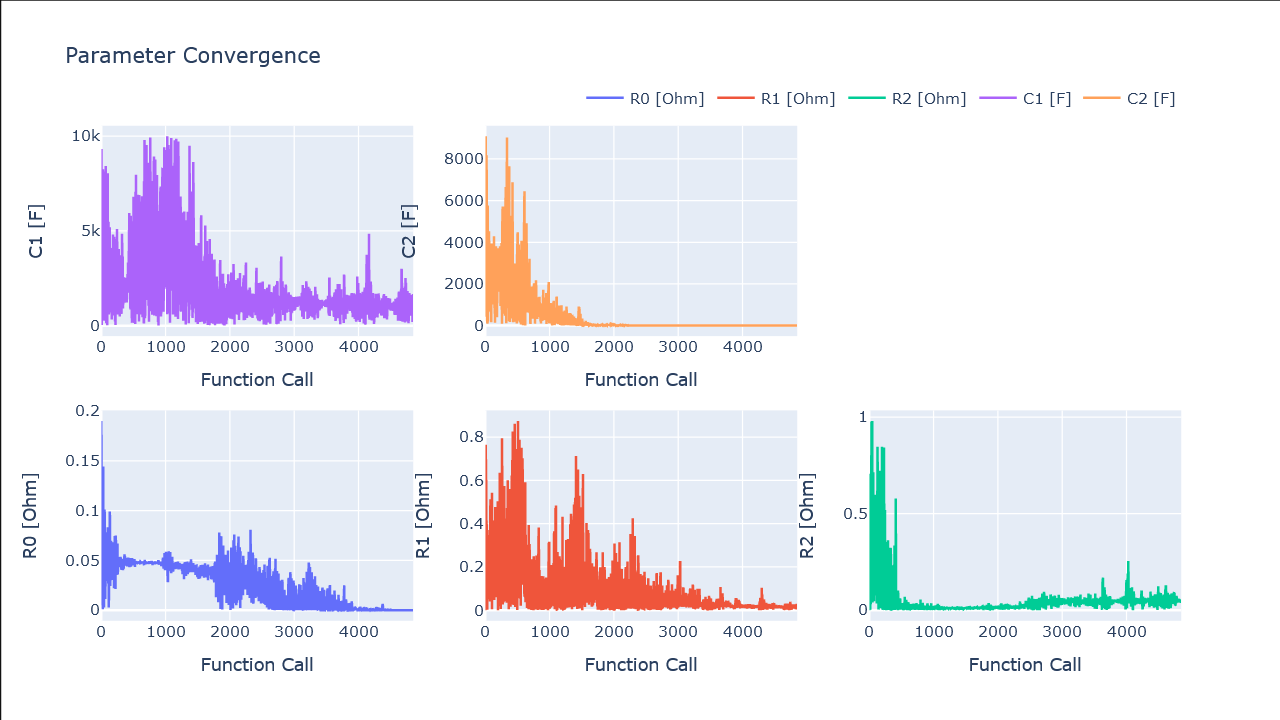 Parameter Convergence
R0 [Ohm] R1 [Ohm] R2 [Ohm] C1 [F] C2 [F]
C1 [F]
10k
5k
0
0 1000 2000 3000 4000
Function Call
C2 [F]
8000
6000
4000
2000
0
0 1000 2000 3000 4000
Function Call
R0 [Ohm]
0.2
0.15
0.1
0.05
0
0 1000 2000 3000 4000
Function Call
R1 [Ohm]
0.8
0.6
0.4
0.2
0
0 1000 2000 3000 4000
Function Call
R2 [Ohm]
1
0.5
0
0 1000 2000 3000 4000
Function Call